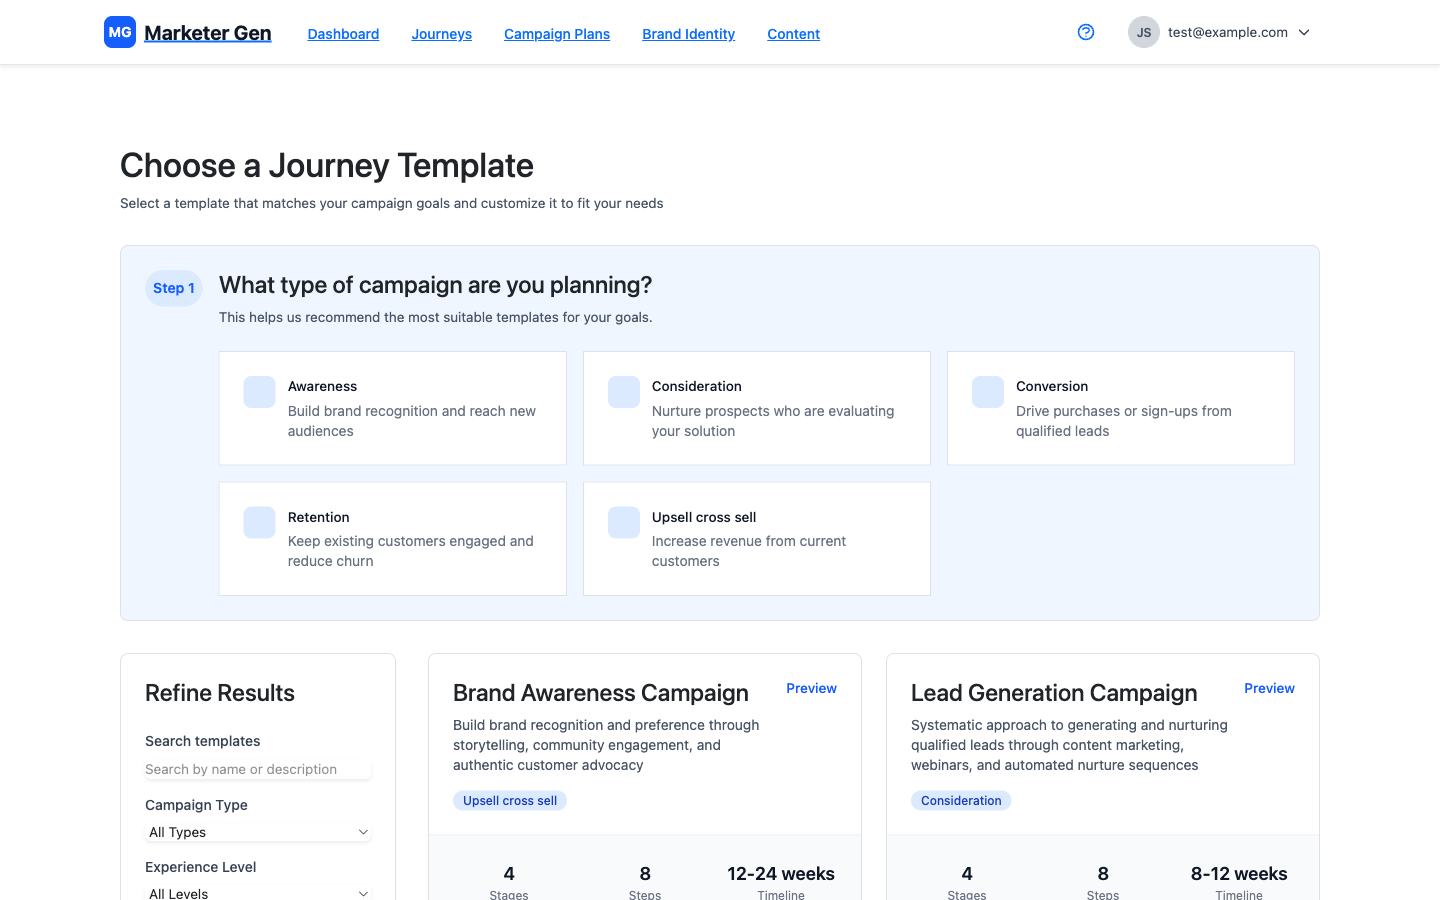 MG Marketer Gen Dashboard Journeys Campaign Plans Brand Identity Content JS test@example.com
Choose a Journey Template
Select a template that matches your campaign goals and customize it to fit your needs
Step 1
What type of campaign are you planning?
This helps us recommend the most suitable templates for your goals.
Awareness
Build brand recognition and reach new
audiences
Consideration
Nurture prospects who are evaluating
your solution
Conversion
Drive purchases or sign-ups from
qualified leads
Retention
Keep existing customers engaged and
reduce churn
Upsell cross sell
Increase revenue from current
customers
Refine Results
Search templates
Search by name or description
Campaign Type
All Types
Experience Level
All Levels
Brand Awareness Campaign
Preview
Build brand recognition and preference through
storytelling, community engagement, and
authentic customer advocacy
Upsell cross sell
4 8 12-24 weeks
Stages Steps Timeline
Lead Generation Campaign
Preview
Systematic approach to generating and nurturing
qualified leads through content marketing,
webinars, and automated nurture sequences
Consideration
4 8 8-12 weeks
Stages Steps Timeline